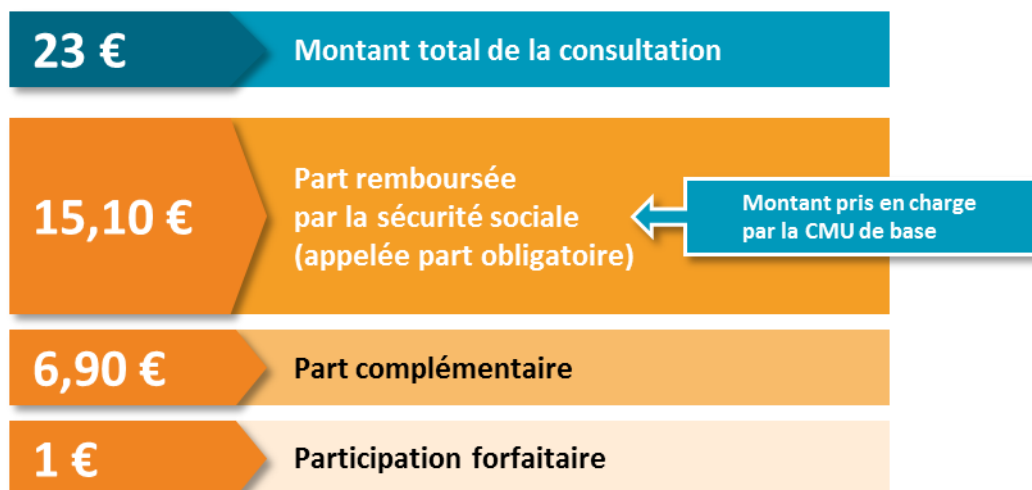 23 €
Montant total de la consultation
15,10 €
Part remboursée
par la sécurité sociale
(appelée part obligatoire)
Montant pris en charge
par la CMU de base
6,90 €
Part complémentaire
1 €
Participation forfaitaire